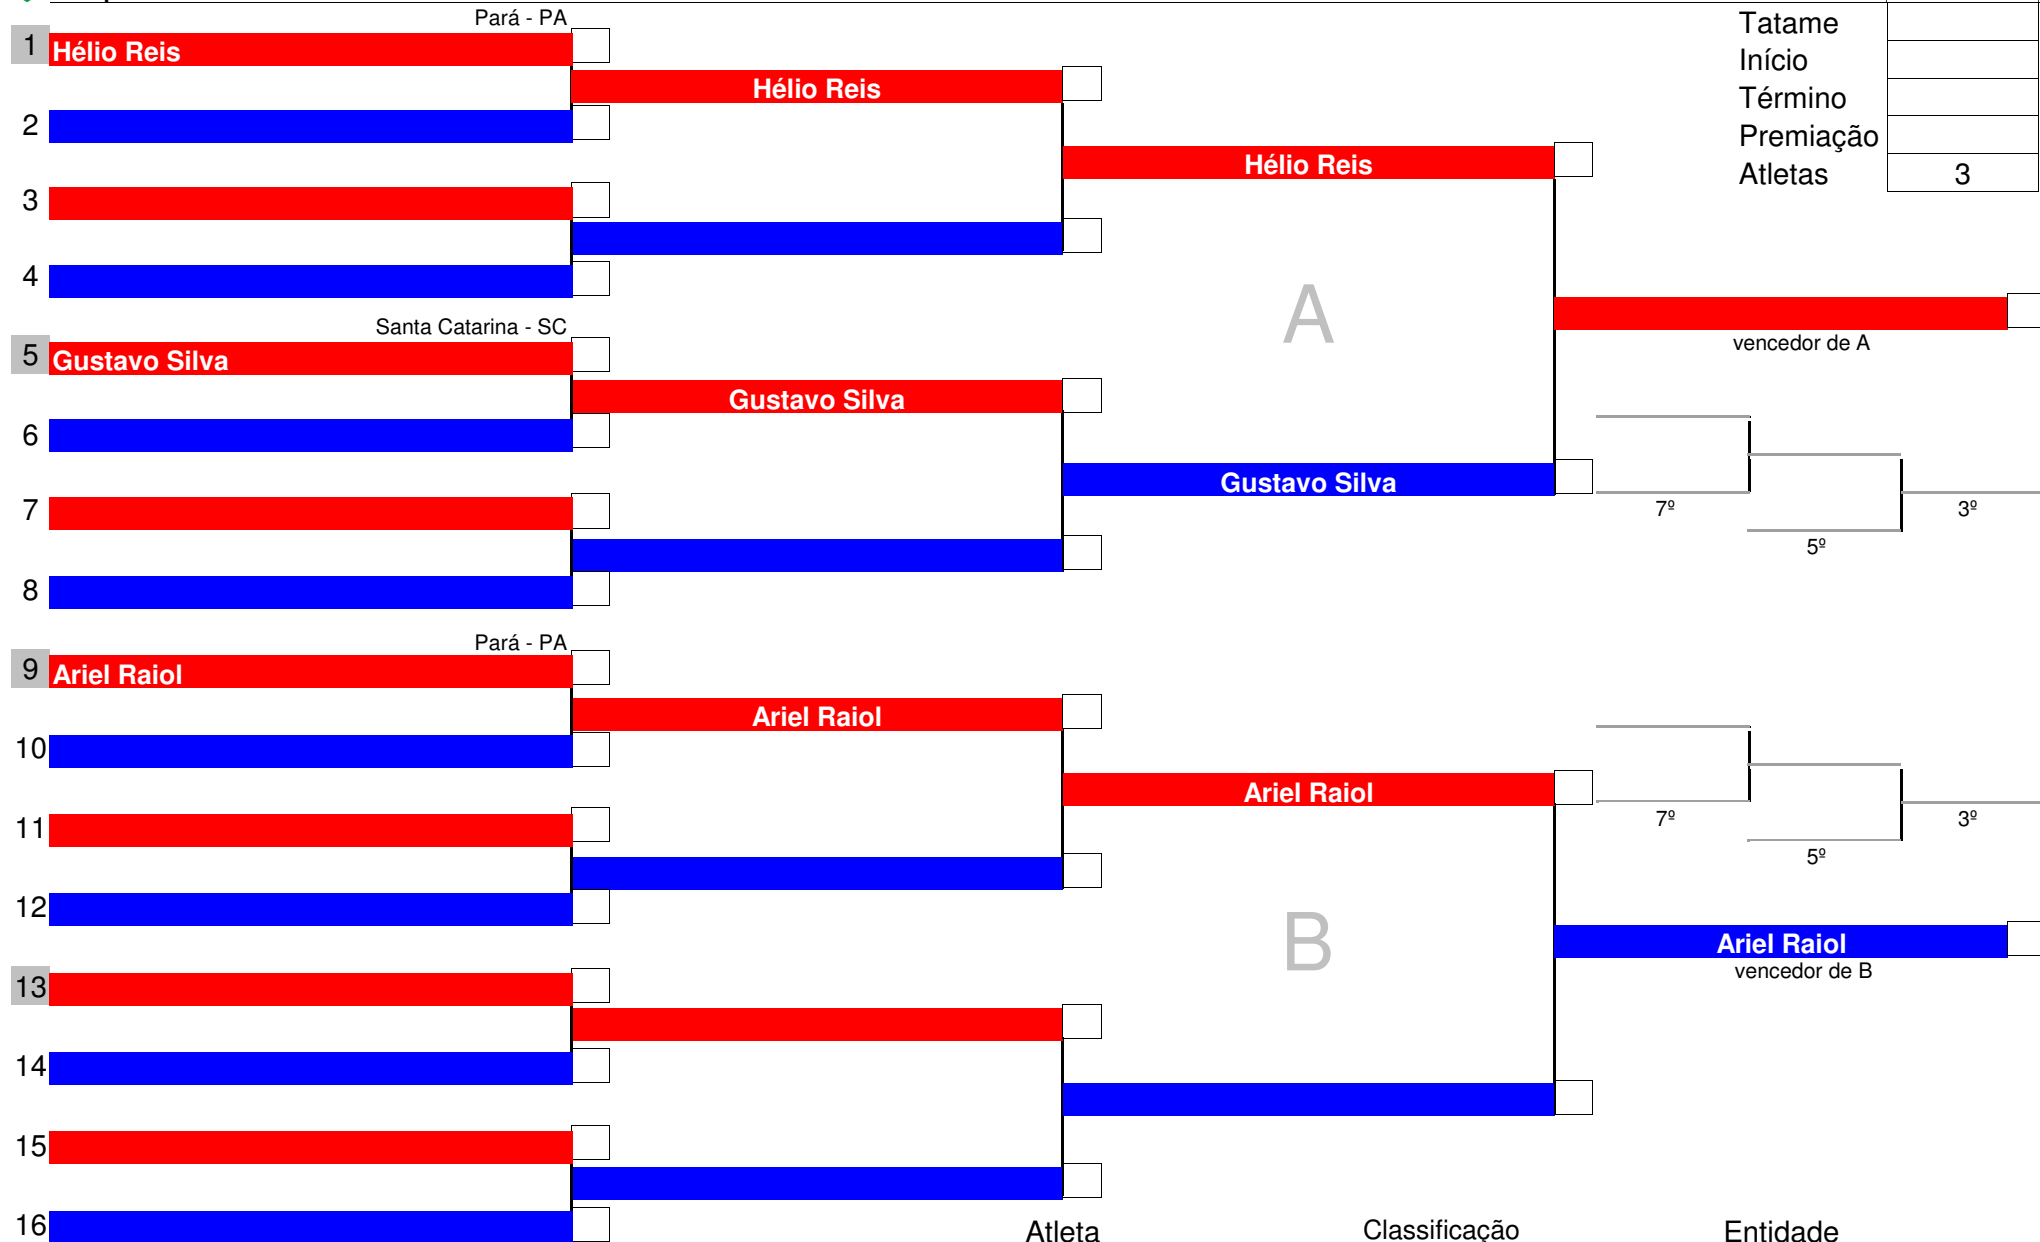 Pará - PA
Tatame
1 Hélio Reis
Início
Hélio Reis
Término
2
Premiação
Hélio Reis
Atletas 3
3
4
A
Santa Catarina - SC
vencedor de A
5 Gustavo Silva
Gustavo Silva
6
Gustavo Silva
7
7º 3º
5º
8
Pará - PA
9 Ariel Raiol
Ariel Raiol
10
Ariel Raiol
11
7º 3º
5º
12
B
Ariel Raiol
vencedor de B
13
14
15
16
Atleta Classificação Entidade